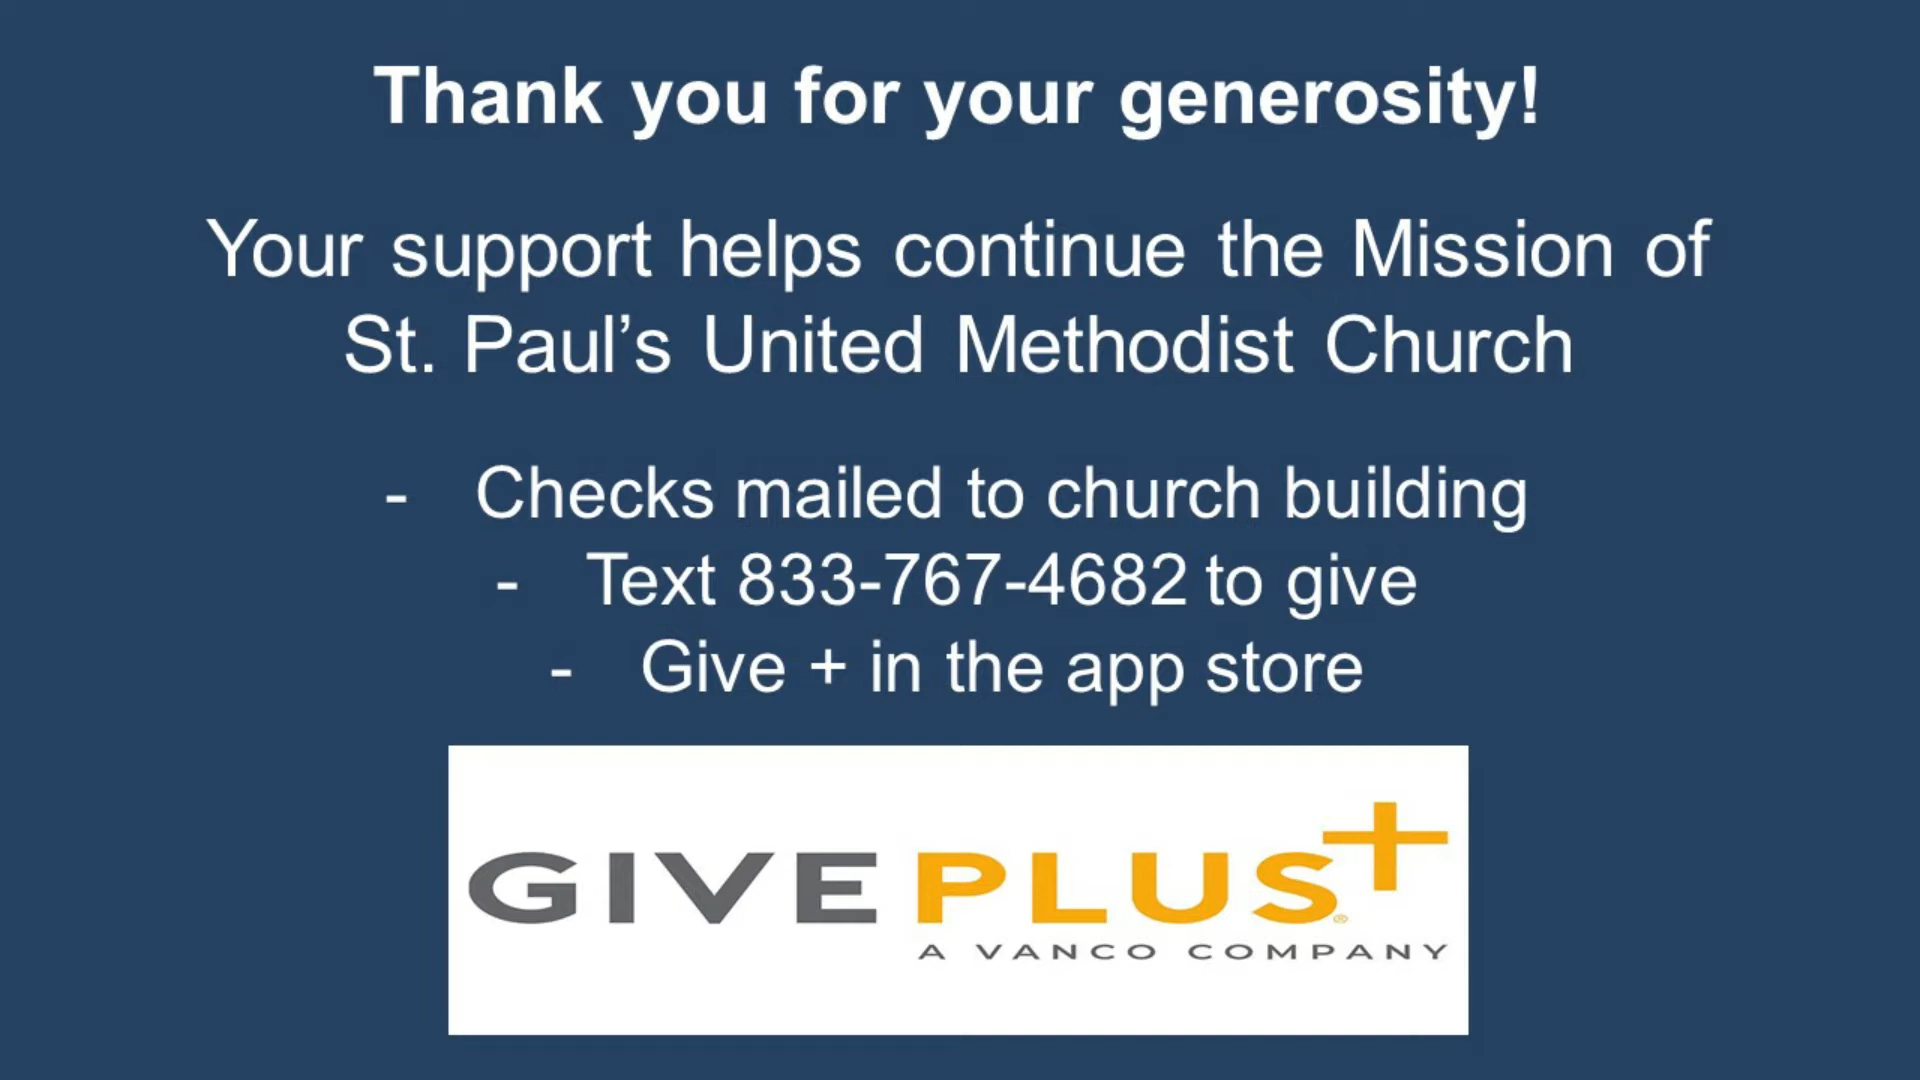 Thank you for your generosity!
Your support helps continue the Mission of
St. Paul’s United Methodist Church
- Checks mailed to church building
- Text 833-767-4682 to give
- Give + in the app store
GIVE PLUS+®
A VANCO COMPANY